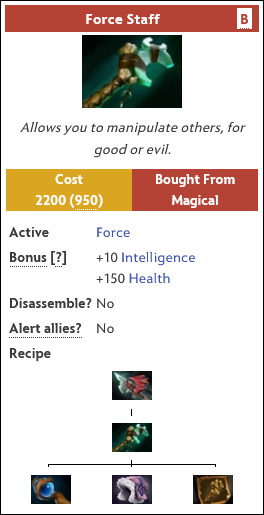 Force Staff B
Allows you to manipulate others, for
good or evil.
Cost Bought From
2200 (950) Magical
Active Force
Bonus [?] +10 Intelligence
+150 Health
Disassemble? No
Alert allies? No
Recipe